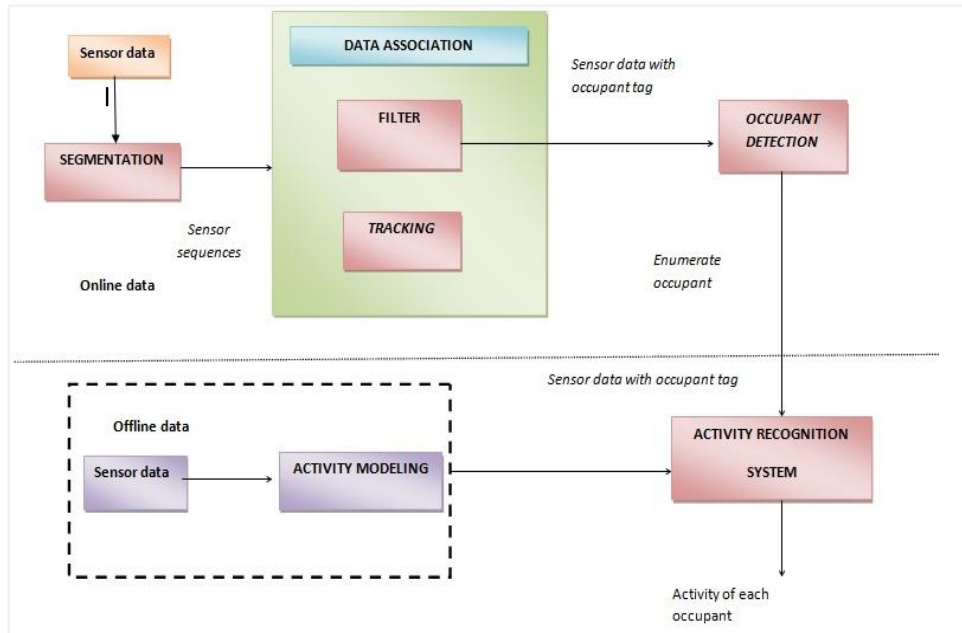 Sensor data
I
SEGMENTATION
Sensor
sequences
Online data
DATA ASSOCIATION
FILTER
TRACKING
Sensor data with
occupant tag
OCCUPANT
DETECTION
Enumerate
occupant
Sensor data with occupant tag
Offline data
Sensor data
ACTIVITY MODELING
ACTIVITY RECOGNITION
SYSTEM
Activity of each
occupant